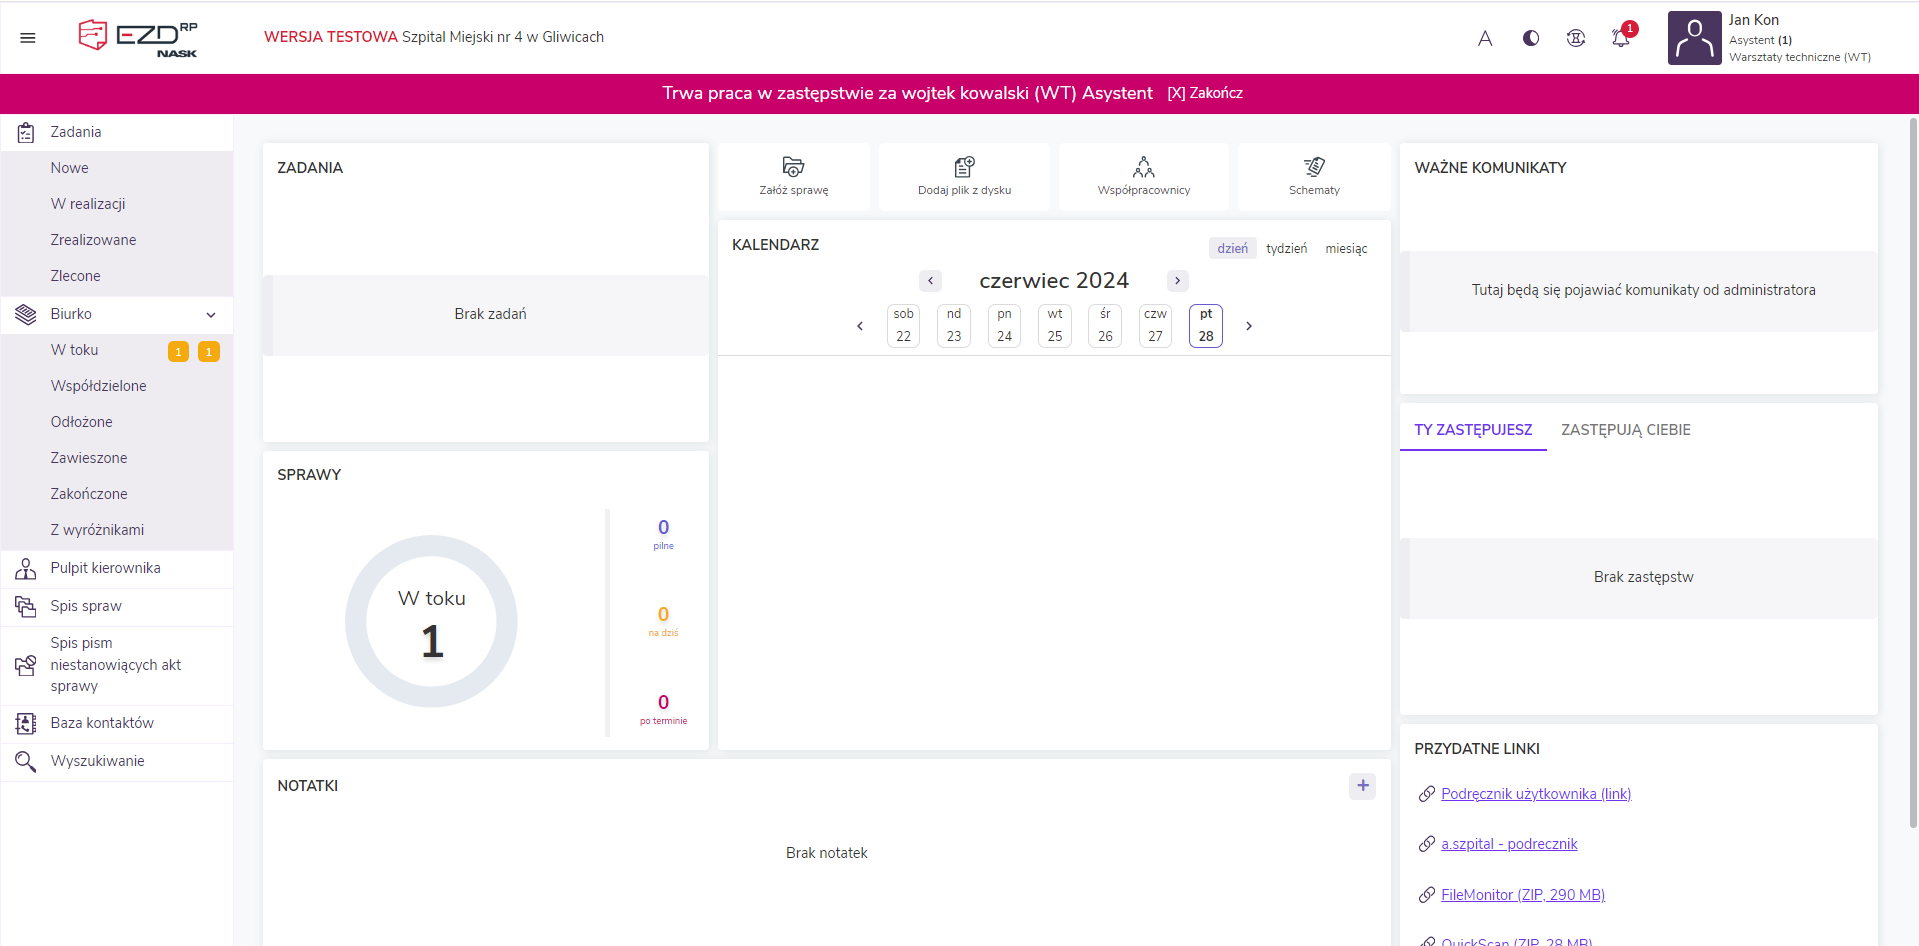 EZD RP
NASK
WERSJA TESTOWA Szpital Miejski nr 4 w Gliwicach
A
1
Jan Kon
Asystent (1)
Warsztaty techniczne (WT)
Trwa praca w zastępstwie za wojtek kowalski (WT) Asystent [X] Zakończ
Zadania
Nowe
W realizacji
Zrealizowane
Zlecone
Biurko
W toku 1 1
Współdzielone
Odłożone
Zawieszone
Zakończone
Z wyróżnikami
Pulpit kierownika
Spis spraw
Spis pism
niestanowiących akt
sprawy
Baza kontaktów
Wyszukiwanie
ZADANIA
Brak zadań
SPRAWY
W toku
1
0
pilne
0
na dziś
0
po terminie
Załóż sprawę
Dodaj plik z dysku
Współpracownicy
Schematy
KALENDARZ
dzień tydzień miesiąc
czerwiec 2024
sob nd pn wt śr czw pt
22 23 24 25 26 27 28
NOTATKI
+
Brak notatek
WAŻNE KOMUNIKATY
Tutaj będą się pojawiać komunikaty od administratora
TY ZASTĘPUJESZ ZASTĘPUJĄ CIEBIE
Brak zastępstw
PRZYDATNE LINKI
Podręcznik użytkownika (link)
a.szpital - podrecznik
FileMonitor (ZIP, 290 MB)
QuickScan (ZIP, 28 MB)